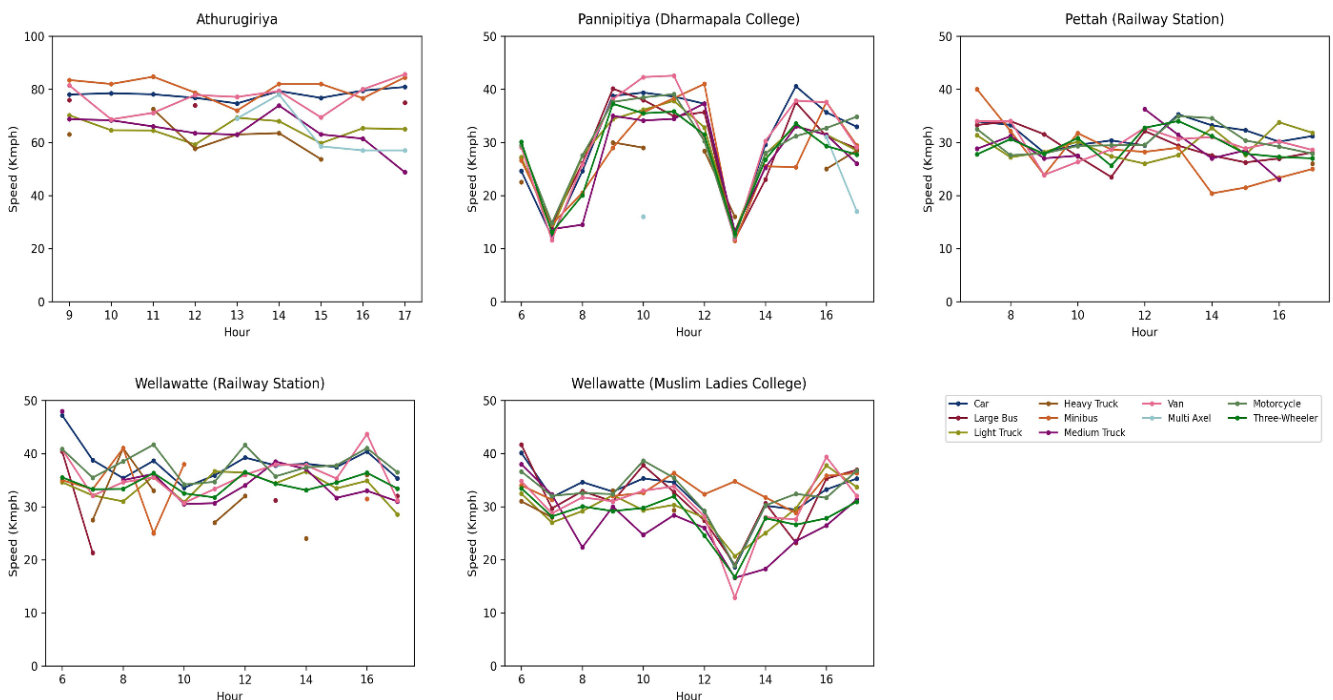 Athurugiriya
Speed (Kmph)
100
80
60
40
20
0
9 10 11 12 13 14 15 16 17
Hour
Pannipitiya (Dharmapala College)
Speed (Kmph)
50
40
30
20
10
0
6 8 10 12 14 16
Hour
Pettah (Railway Station)
Speed (Kmph)
50
40
30
20
10
0
8 10 12 14 16
Hour
Wellawatte (Railway Station)
Speed (Kmph)
50
40
30
20
10
0
6 8 10 12 14 16
Hour
Wellawatte (Muslim Ladies College)
Speed (Kmph)
50
40
30
20
10
0
6 8 10 12 14 16
Hour
Car Heavy Truck Van Motorcycle
Large Bus Minibus Multi Axel Three-Wheeler
Light Truck Medium Truck